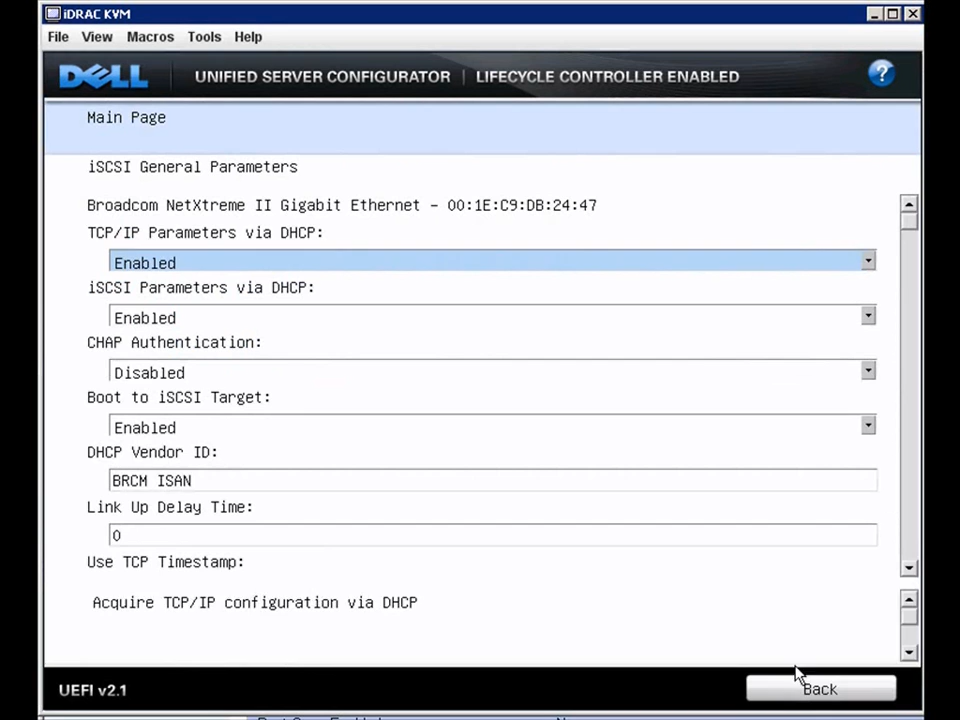 iDRAC KVM
File View Macros Tools Help
DELL UNIFIED SERVER CONFIGURATOR | LIFECYCLE CONTROLLER ENABLED ?
Main Page
iSCSI General Parameters
Broadcom NetXtreme II Gigabit Ethernet - 00:1E:C9:DB:24:47
TCP/IP Parameters via DHCP:
Enabled
iSCSI Parameters via DHCP:
Enabled
CHAP Authentication:
Disabled
Boot to iSCSI Target:
Enabled
DHCP Vendor ID:
BRCM ISAN
Link Up Delay Time:
0
Use TCP Timestamp:
Acquire TCP/IP configuration via DHCP
UEFI v2.1
Back